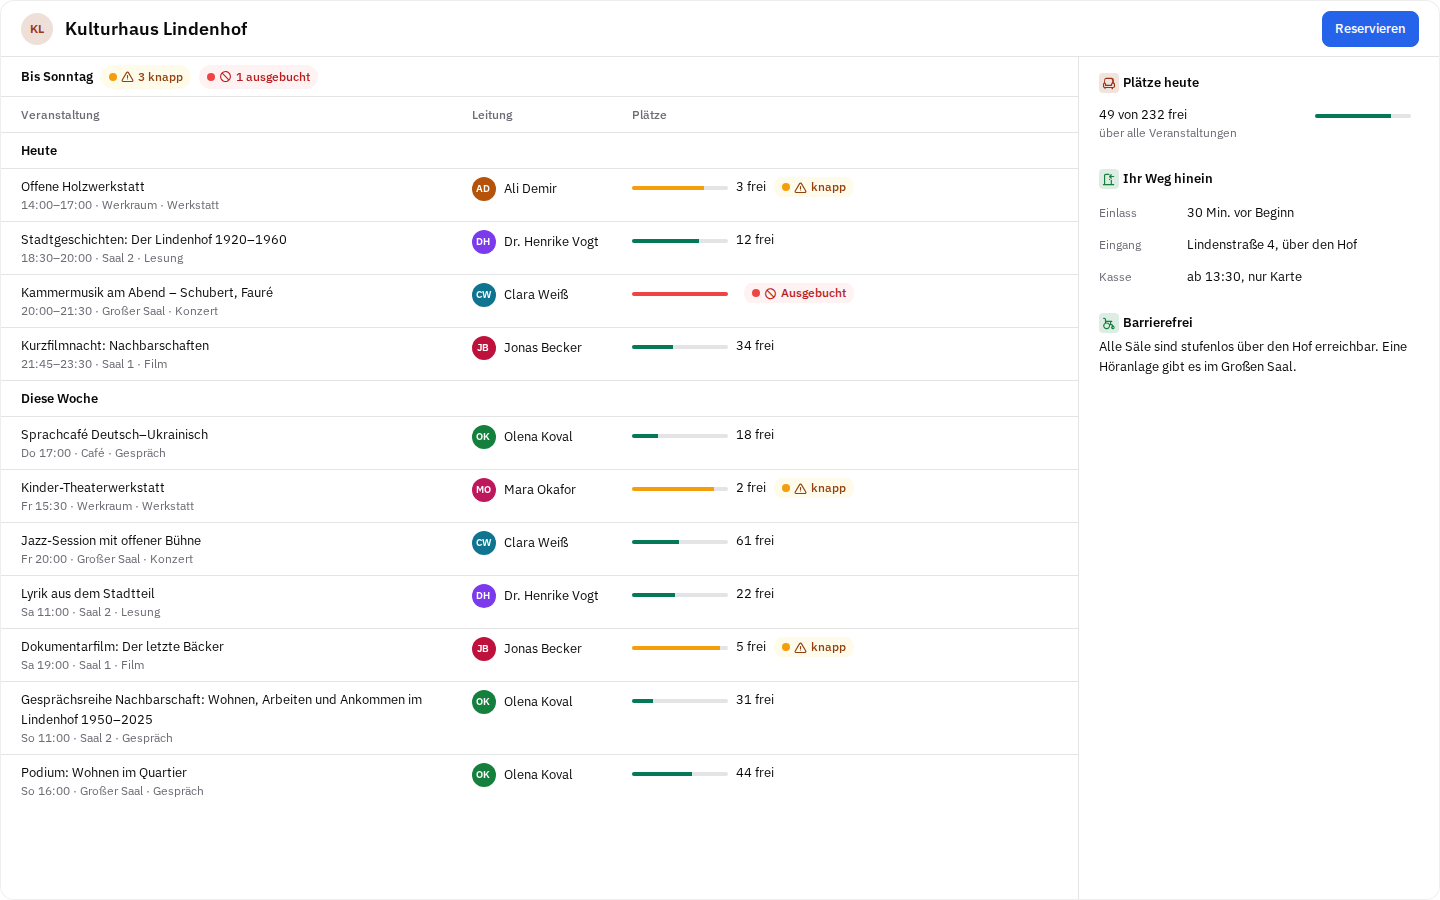 KL
Kulturhaus Lindenhof
Reservieren
Bis Sonntag
3 knapp
1 ausgebucht
Veranstaltung
Leitung
Plätze
Heute
Offene Holzwerkstatt
14:00–17:00 · Werkraum · Werkstatt
AD
Ali Demir
3 frei
knapp
Stadtgeschichten: Der Lindenhof 1920–1960
18:30–20:00 · Saal 2 · Lesung
DH
Dr. Henrike Vogt
12 frei
Kammermusik am Abend – Schubert, Fauré
20:00–21:30 · Großer Saal · Konzert
CW
Clara Weiß
Ausgebucht
Kurzfilmnacht: Nachbarschaften
21:45–23:30 · Saal 1 · Film
JB
Jonas Becker
34 frei
Diese Woche
Sprachcafé Deutsch–Ukrainisch
Do 17:00 · Café · Gespräch
OK
Olena Koval
18 frei
Kinder-Theaterwerkstatt
Fr 15:30 · Werkraum · Werkstatt
MO
Mara Okafor
2 frei
knapp
Jazz-Session mit offener Bühne
Fr 20:00 · Großer Saal · Konzert
CW
Clara Weiß
61 frei
Lyrik aus dem Stadtteil
Sa 11:00 · Saal 2 · Lesung
DH
Dr. Henrike Vogt
22 frei
Dokumentarfilm: Der letzte Bäcker
Sa 19:00 · Saal 1 · Film
JB
Jonas Becker
5 frei
knapp
Gesprächsreihe Nachbarschaft: Wohnen, Arbeiten und Ankommen im
Lindenhof 1950–2025
So 11:00 · Saal 2 · Gespräch
OK
Olena Koval
31 frei
Podium: Wohnen im Quartier
So 16:00 · Großer Saal · Gespräch
OK
Olena Koval
44 frei
Plätze heute
49 von 232 frei
über alle Veranstaltungen
Ihr Weg hinein
Einlass
30 Min. vor Beginn
Eingang
Lindenstraße 4, über den Hof
Kasse
ab 13:30, nur Karte
Barrierefrei
Alle Säle sind stufenlos über den Hof erreichbar. Eine
Höranlage gibt es im Großen Saal.